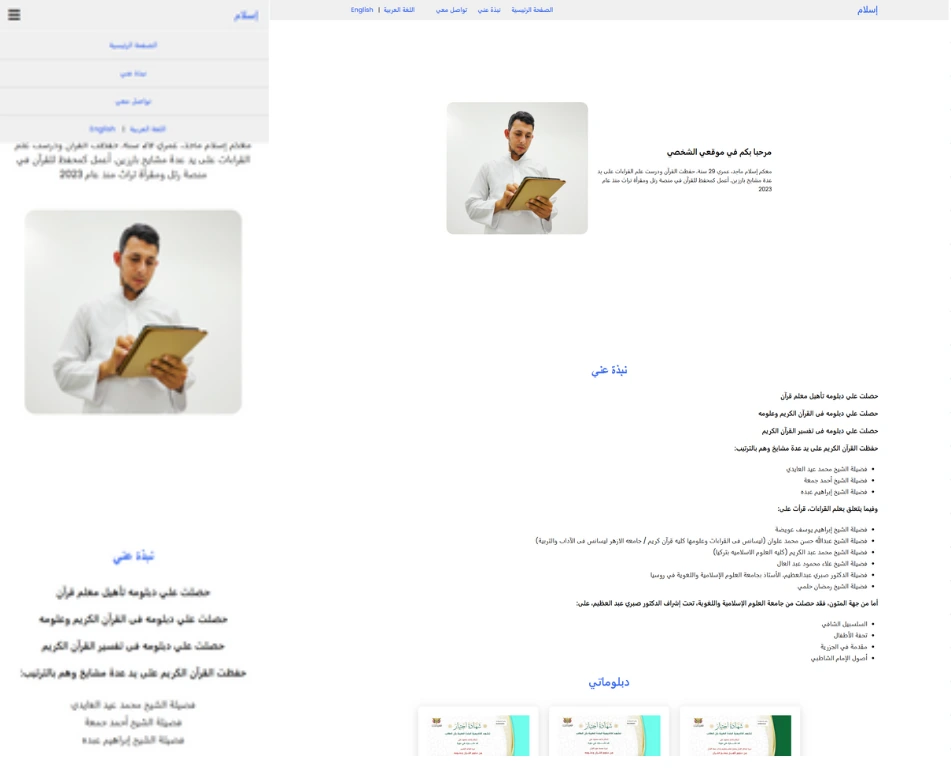 إسلام
الصفحة الرئيسية
نبذة عني
تواصل معي
اللغة العربية | English
معكم إسلام ماجد، عمري 29 سنة، حفظت القرآن ودرست علم
القراءات على يد عدة مشايخ بارزين، أعمل كمحفظ للقرآن في
منصة رتل ومقرأة تراث منذ عام 2023
نبذة عني
حصلت علي دبلومه تأهيل معلم قرآن
حصلت علي دبلومه فى القرآن الكريم وعلومه
حصلت علي دبلومه فى تفسير القرآن الكريم
حفظت القرآن الكريم على يد عدة مشايخ وهم بالترتيب:
فضيلة الشيخ محمد عيد العايدي
فضيلة الشيخ أحمد جمعة
فضيلة الشيخ إبراهيم عبده
إسلام
الصفحة الرئيسية نبذة عني تواصل معي اللغة العربية | English
مرحبا بكم في موقعي الشخصي
معكم إسلام ماجد، عمري 29 سنة، حفظت القرآن ودرست علم القراءات على يد
عدة مشايخ بارزين، أعمل كمحفظ للقرآن في منصة رتل ومقرأة تراث منذ عام
2023
نبذة عني
حصلت علي دبلومه تأهيل معلم قرآن
حصلت علي دبلومه فى القرآن الكريم وعلومه
حصلت علي دبلومه فى تفسير القرآن الكريم
حفظت القرآن الكريم على يد عدة مشايخ وهم بالترتيب:
فضيلة الشيخ محمد عيد العايدي
فضيلة الشيخ أحمد جمعة
فضيلة الشيخ إبراهيم عبده
وفيما يتعلق بعلم القراءات، قرأت على:
فضيلة الشيخ إبراهيم يوسف عويضة
فضيلة الشيخ عبدالله حسن محمد علوان (ليسانس فى القراءات وعلومها كليه قرآن كريم / جامعه الازهر ليسانس فى الأداب والتربية)
فضيلة الشيخ محمد عبد الكريم (كليه العلوم الاسلاميه بتركيا)
فضيلة الشيخ علاء محمود عبد العال
فضيلة الدكتور صبري عبدالعظيم، الأستاذ بجامعة العلوم الإسلامية واللغوية في روسيا
فضيلة الشيخ رمضان حلمي
أما من جهة المتون، فقد حصلت من جامعة العلوم الإسلامية واللغوية، تحت إشراف الدكتور صبري عبد العظيم، على:
السلسبيل الشافي
تحفة الأطفال
مقدمة في الجزرية
أصول الإمام الشاطبي
دبلوماتي
شهادة اجتياز
شهادة اجتياز
شهادة اجتياز